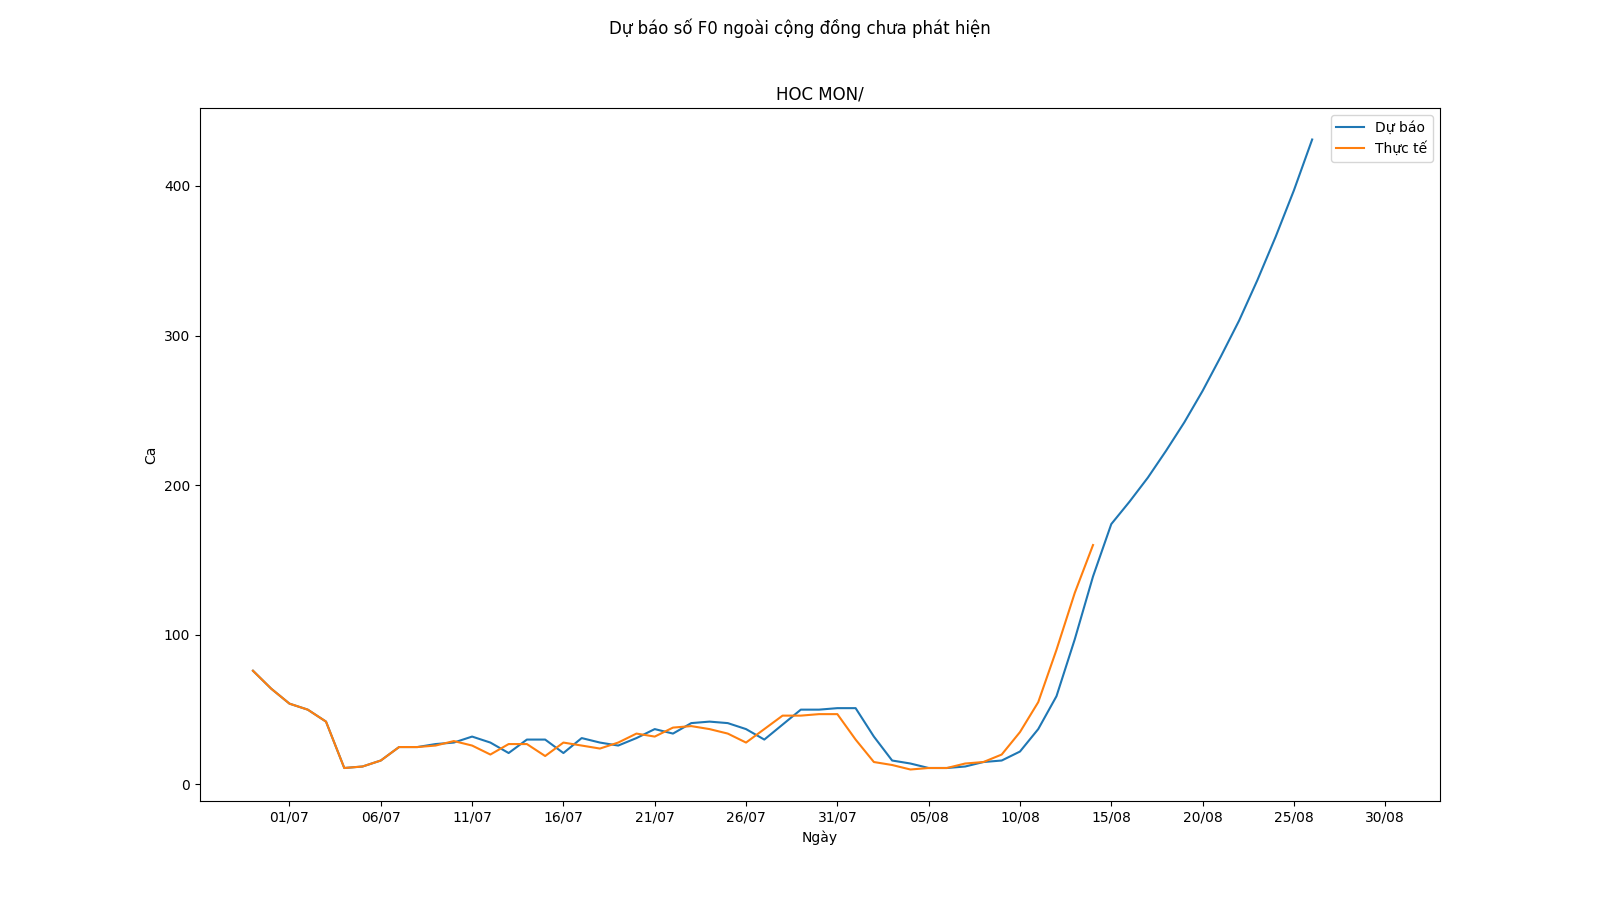 Dự báo số F0 ngoài cộng đồng chưa phát hiện
HOC MON/
Dự báo
Thực tế
400
300
200
100
0
Ca
01/07 06/07 11/07 16/07 21/07 26/07 31/07 05/08 10/08 15/08 20/08 25/08 30/08
Ngày